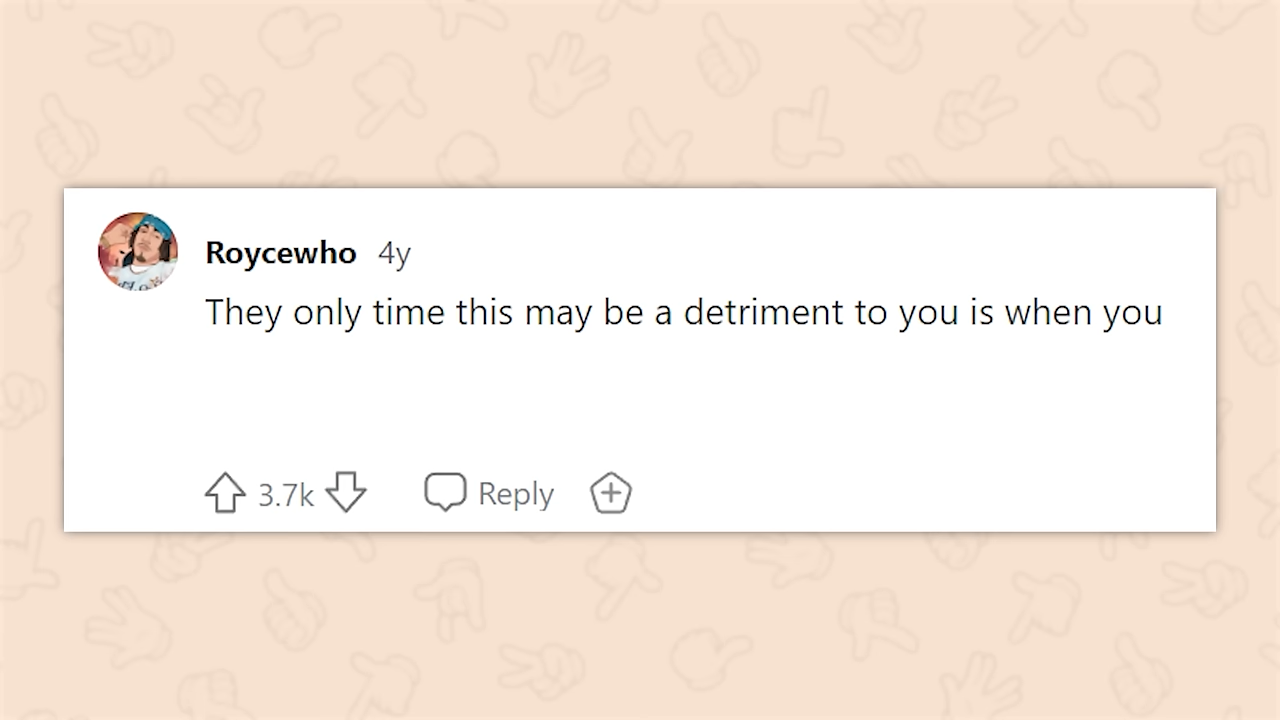 Roycewho 4y
They only time this may be a detriment to you is when you
3.7k Reply